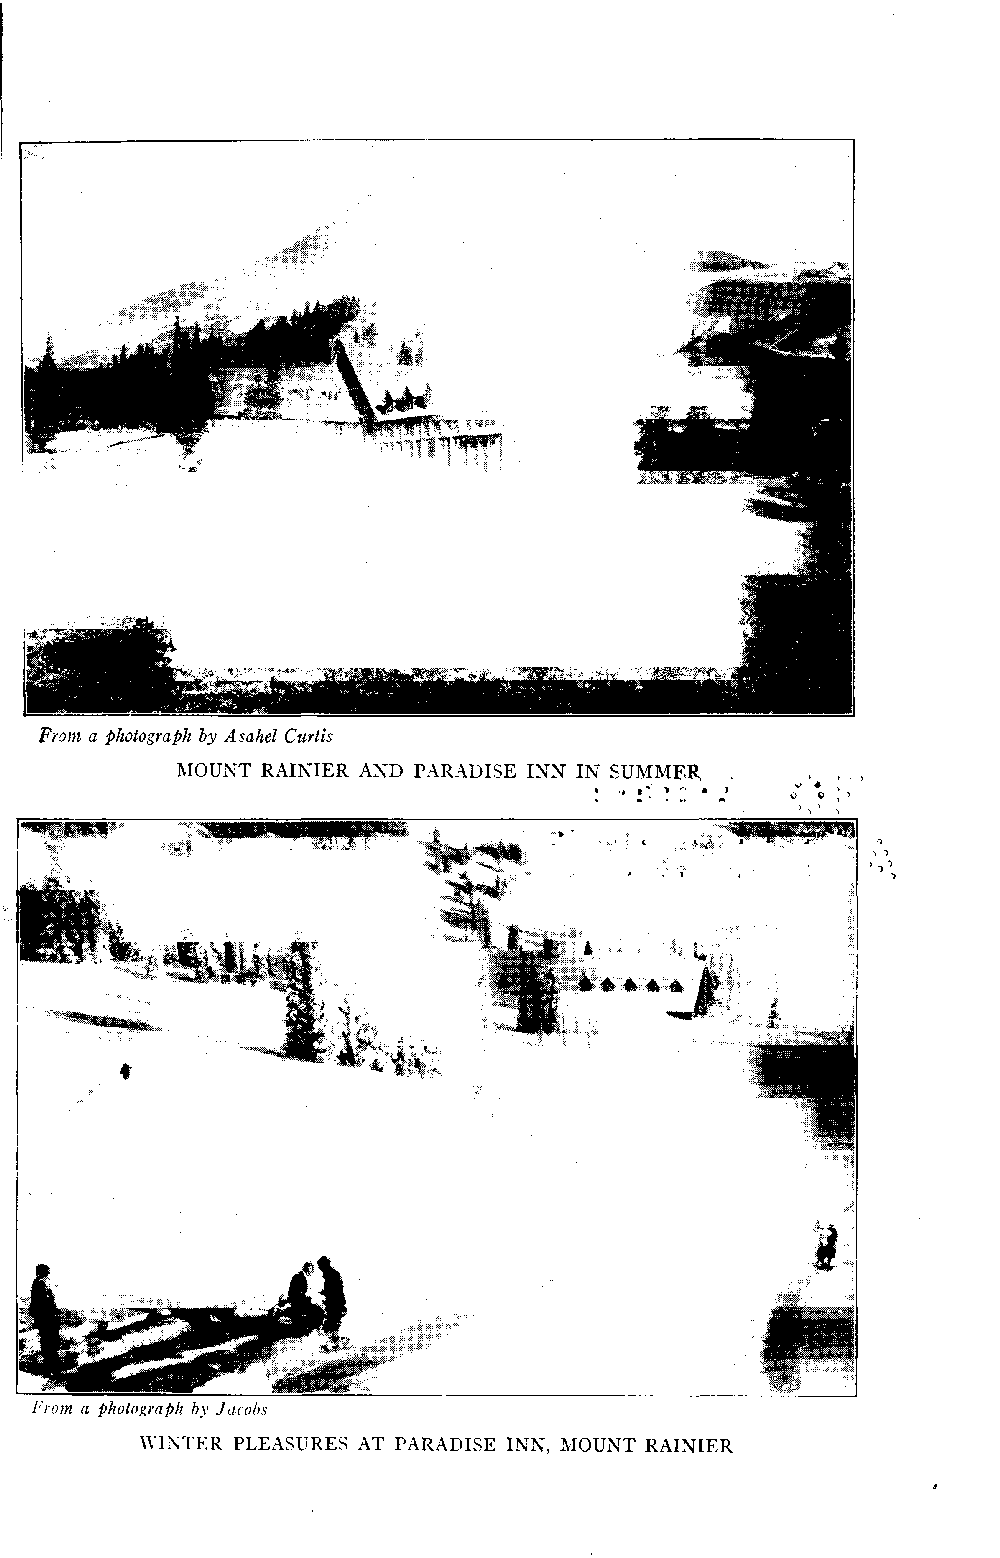 From a photograph by Asahel Curtis
MOUNT RAINIER AND PARADISE INN IN SUMMER
From a photograph by Jacobs
WINTER PLEASURES AT PARADISE INN, MOUNT RAINIER